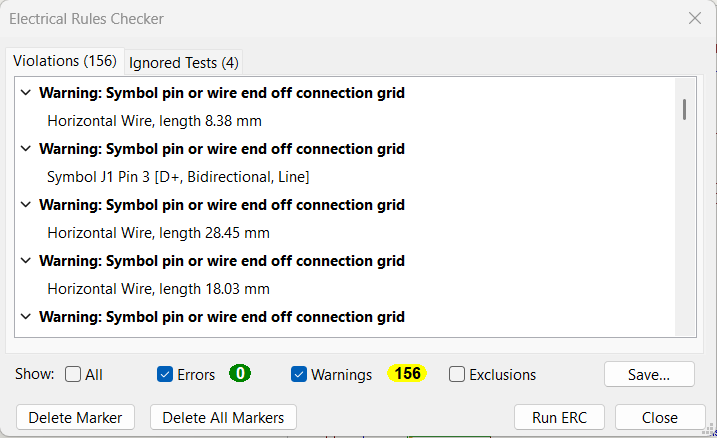 Electrical Rules Checker
Violations (156) Ignored Tests (4)
Warning: Symbol pin or wire end off connection grid
Horizontal Wire, length 8.38 mm
Warning: Symbol pin or wire end off connection grid
Symbol J1 Pin 3 [D+, Bidirectional, Line]
Warning: Symbol pin or wire end off connection grid
Horizontal Wire, length 28.45 mm
Warning: Symbol pin or wire end off connection grid
Horizontal Wire, length 18.03 mm
Warning: Symbol pin or wire end off connection grid
Show: All Errors 0 Warnings 156 Exclusions Save...
Delete Marker Delete All Markers Run ERC Close